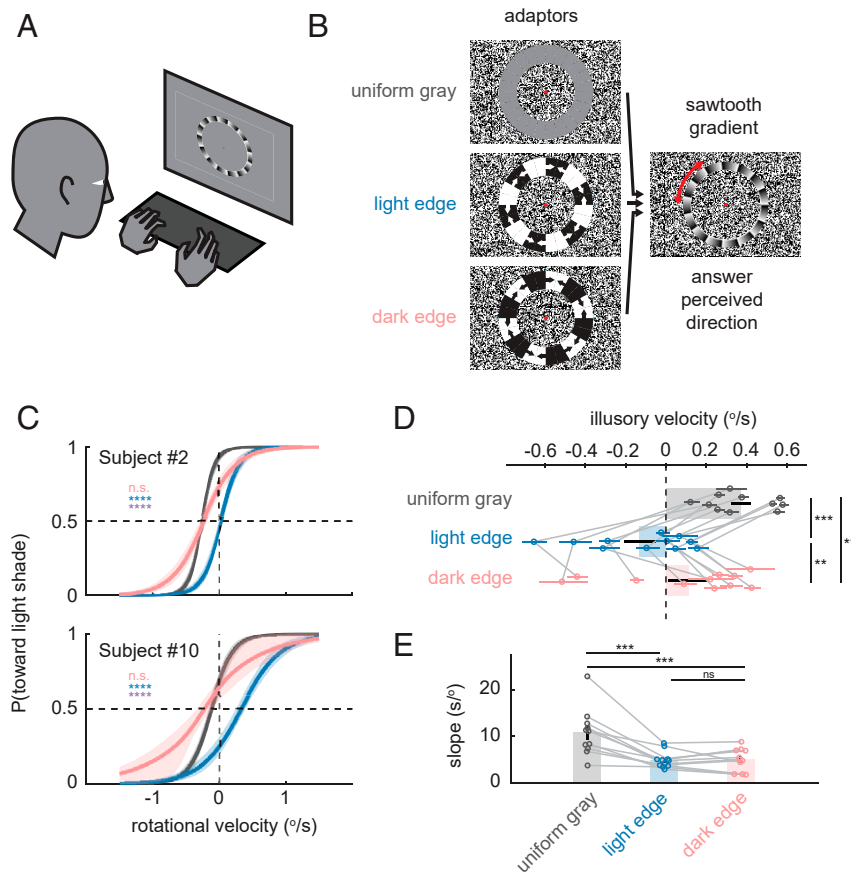 A
B
adaptors
uniform gray
light edge
dark edge
sawtooth
gradient
answer
perceived
direction
C
P(toward light shade)
1
0.5
0
Subject #2
n.s.
****
****
1
0.5
0
Subject #10
n.s.
****
****
-1
0
1
rotational velocity (º/s)
D
illusory velocity (º/s)
-0.6
-0.4
-0.2
0
0.2
0.4
0.6
uniform gray
light edge
dark edge
***
**
*
E
slope (s/º)
20
10
0
***
***
ns
uniform gray
light edge
dark edge